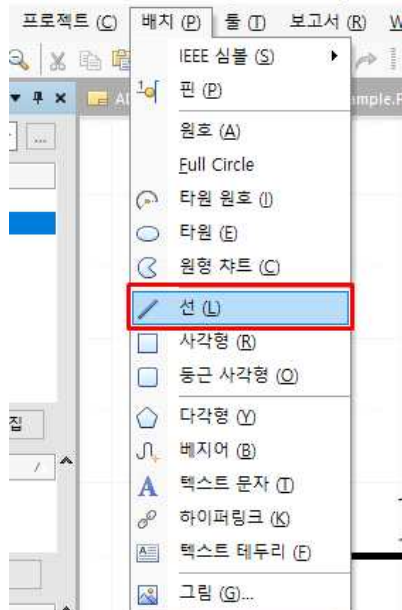 프로젝트 (C) 배치 (P) 툴 (T) 보고서 (R) W
IEEE 심볼 (S)
핀 (P)
원호 (A)
Full Circle
타원 원호 (I)
타원 (E)
원형 챠트 (C)
선 (L)
사각형 (R)
둥근 사각형 (O)
다각형 (Y)
베지어 (B)
텍스트 문자 (T)
하이퍼링크 (K)
텍스트 테두리 (F)
그림 (G)...